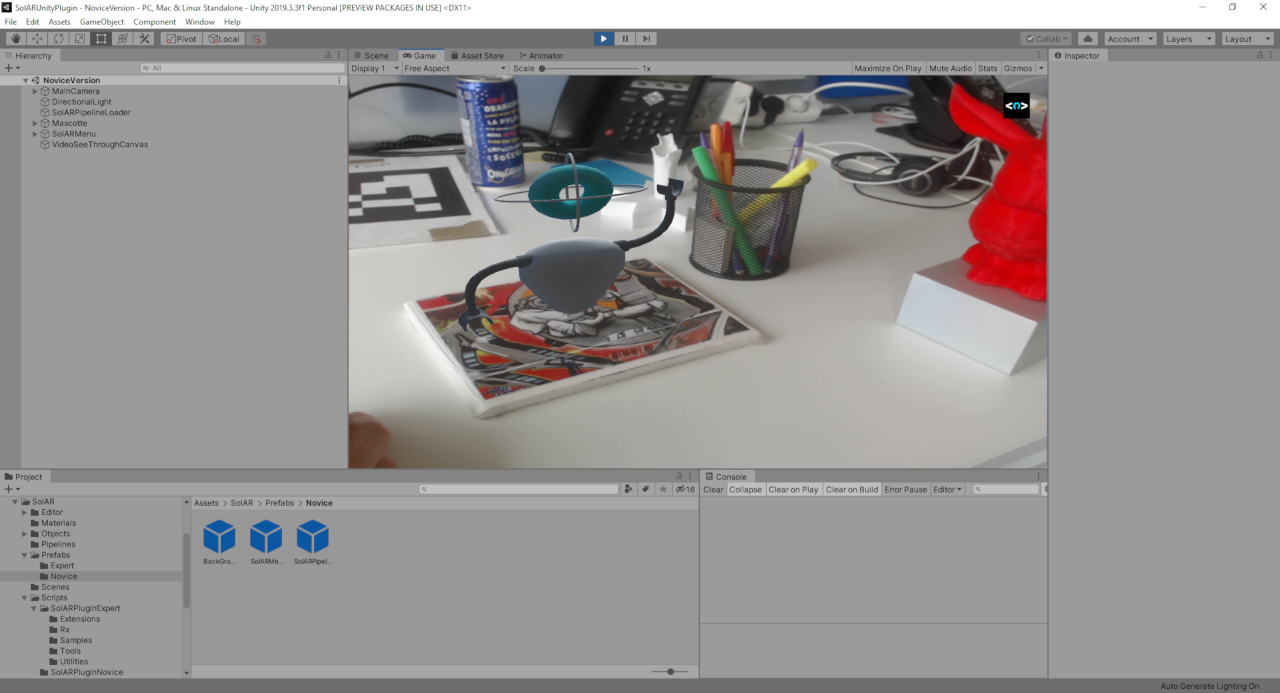 SolARUnityPlugin - NoviceVersion - PC, Mac & Linux Standalone - Unity 2019.3.3f1 Personal [PREVIEW PACKAGES IN USE] <DX11>
File Edit Assets GameObject Component Window Help
Pivot Local Collab Account Layers Layout
Hierarchy
All
NoviceVersion
MainCamera
DirectionalLight
SolARPipelineLoader
Mascotte
SolARMenu
VideoSeeThroughCanvas
Scene Game Asset Store Animator
Display 1 Free Aspect Scale 1x Maximize On Play Mute Audio Stats Gizmos
<n>
ORANGINA
LA PULPE
SECOUEZ
Inspector
Project
16
SolAR
Editor
Materials
Objects
Pipelines
Prefabs
Expert
Novice
Scenes
Scripts
SolARPluginExpert
Extensions
Rx
Samples
Tools
Utilities
SolARPluginNovice
Assets > SolAR > Prefabs > Novice
BackGro... SolARMe... SolARPipel...
Console
Clear Collapse Clear on Play Clear on Build Error Pause Editor
Auto Generate Lighting On